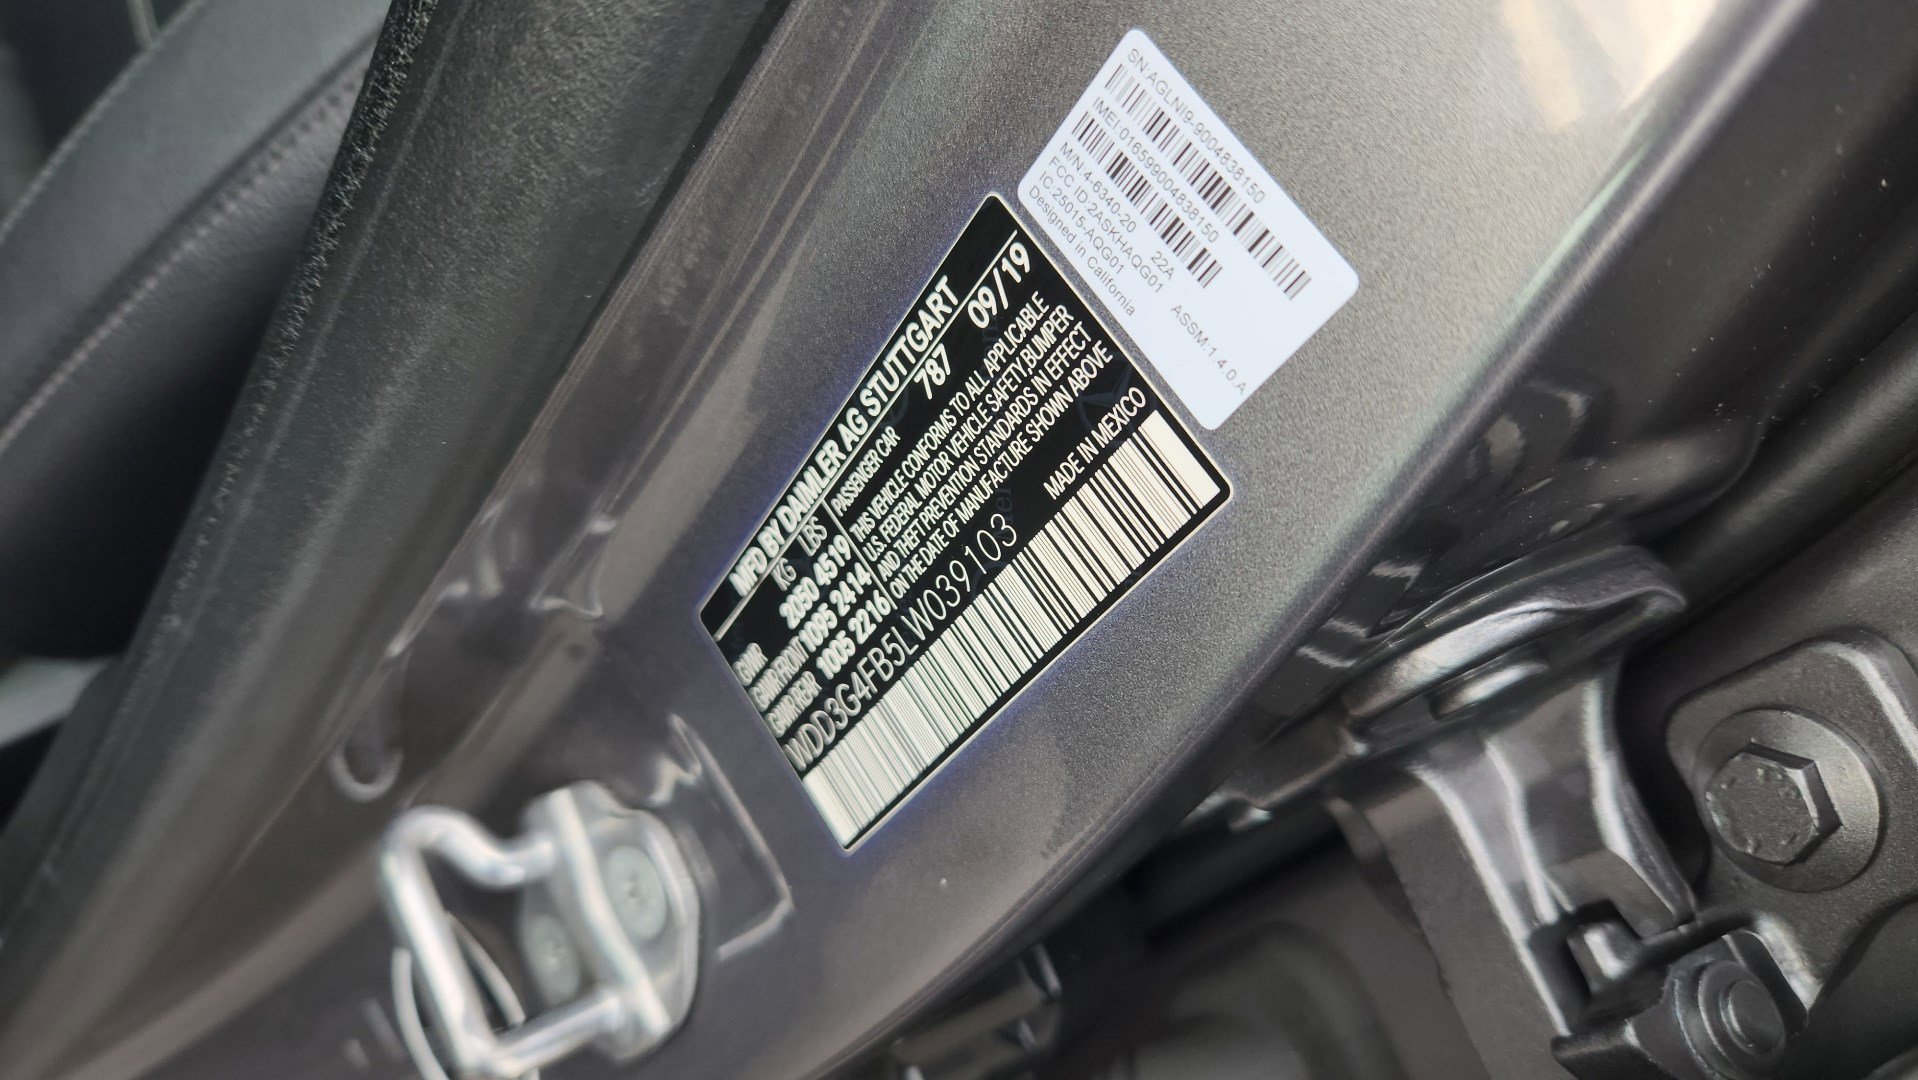 SN:AGLNI9-9004838150
IMEI:016599004838150
M/N 4-6340-20 22A
FCC ID:2ASKHAQG01
IC:25015-AQG01 ASSM:1.4.0.A
Designed in California
MFD BY DAIMLER AG STUTTGART
KG LBS PASSENGER CAR 787 09/19
GVWR 2050 4519 THIS VEHICLE CONFORMS TO ALL APPLICABLE
GAWR FRONT 1095 2414 U.S. FEDERAL MOTOR VEHICLE SAFETY, BUMPER
GAWR REAR 1005 2216 AND THEFT PREVENTION STANDARDS IN EFFECT
ON THE DATE OF MANUFACTURE SHOWN ABOVE
WDD3G4FB5LW039103 MADE IN MEXICO